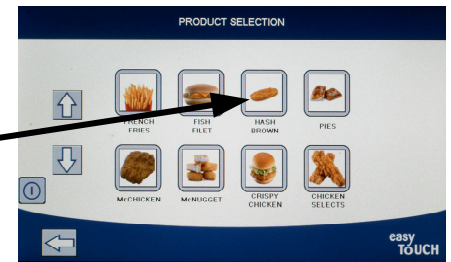 PRODUCT SELECTION
FRENCH FRIES
FISH FILET
HASH BROWN
PIES
McCHICKEN
McNUGGET
CRISPY CHICKEN
CHICKEN SELECTS
easy
TOUCH